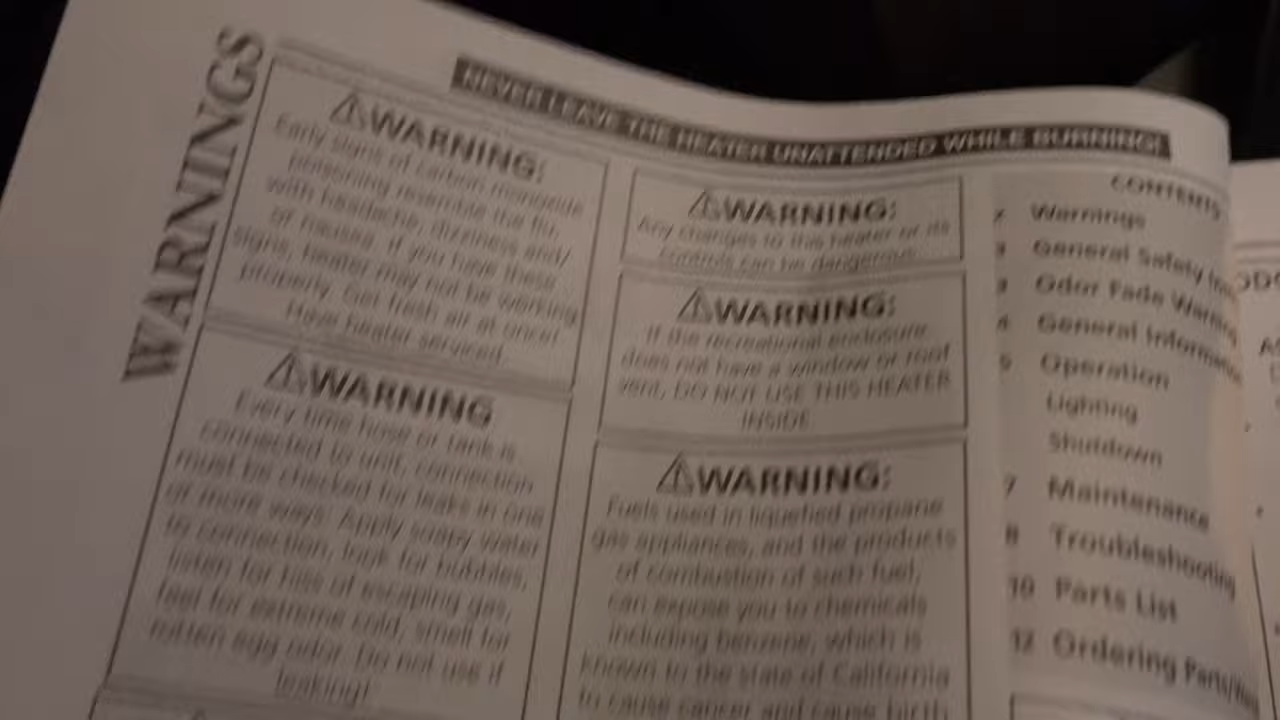 WARNINGS
NEVER LEAVE THE HEATER UNATTENDED WHILE BURNING!
WARNING:
Early signs of carbon monoxide
poisoning resemble the flu,
with headache, dizziness and/
or nausea. If you have these
signs, heater may not be working
properly. Get fresh air at once!
Have heater serviced.
WARNING
Every time hose or tank is
connected to unit, connection
must be checked for leaks in one
or more ways: Apply soapy water
to connection, look for bubbles,
listen for hiss of escaping gas,
feel for extreme cold, smell for
rotten egg odor. Do not use if
leaking!
WARNING:
Any changes to this heater or its
controls can be dangerous.
WARNING:
If the recreational enclosure
does not have a window or roof
vent, DO NOT USE THIS HEATER
INSIDE.
WARNING:
Fuels used in liquefied propane
gas appliances, and the products
of combustion of such fuel,
can expose you to chemicals
including benzene, which is
known to the state of California
to cause cancer and cause birth
CONTENTS
Warnings
3 General Safety
3 Odor Fade Warning
4 General Information
5 Operation
Lighting
Shutdown
7 Maintenance
8 Troubleshooting
10 Parts List
12 Ordering Parts